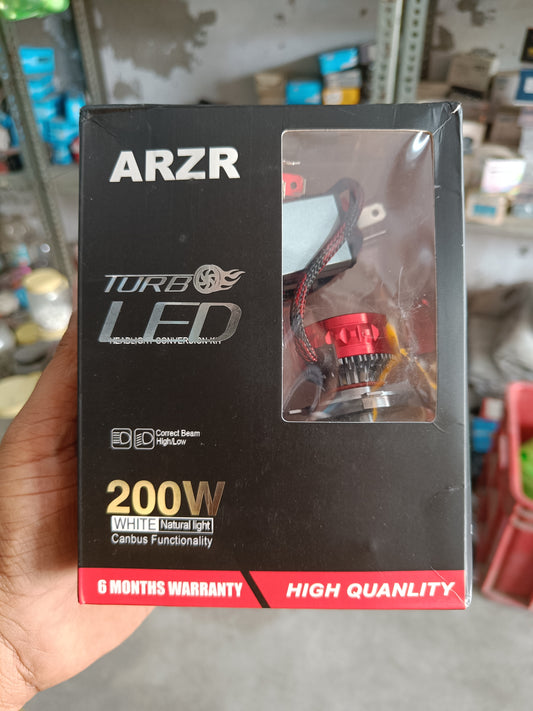 ARZR
TURBO
LED
HEADLIGHT CONVERSION KIT
Correct Beam
High/Low
200W
WHITE Natural light
Canbus Functionality
6 MONTHS WARRANTY
HIGH QUANLITY